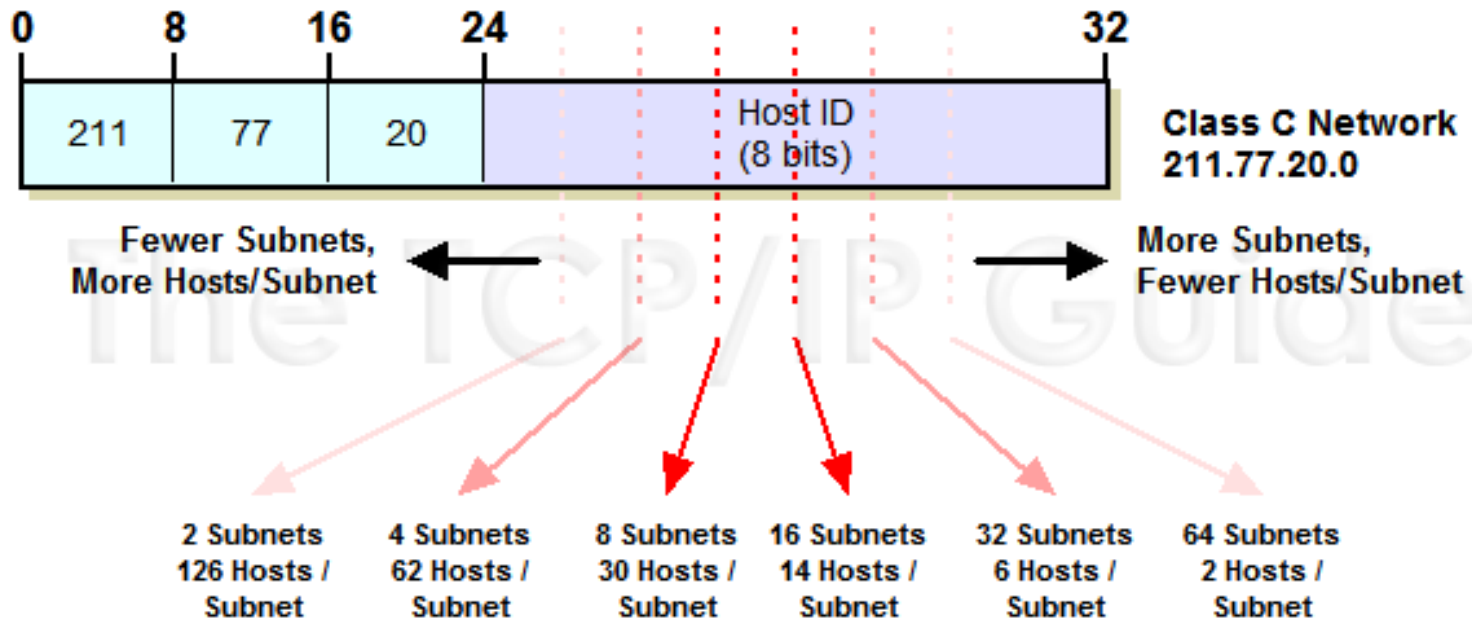 0 8 16 24 32
211 77 20 Host ID
(8 bits)
Class C Network
211.77.20.0
Fewer Subnets,
More Hosts/Subnet
More Subnets,
Fewer Hosts/Subnet
The TCP/IP Guide
2 Subnets
126 Hosts /
Subnet
4 Subnets
62 Hosts /
Subnet
8 Subnets
30 Hosts /
Subnet
16 Subnets
14 Hosts /
Subnet
32 Subnets
6 Hosts /
Subnet
64 Subnets
2 Hosts /
Subnet